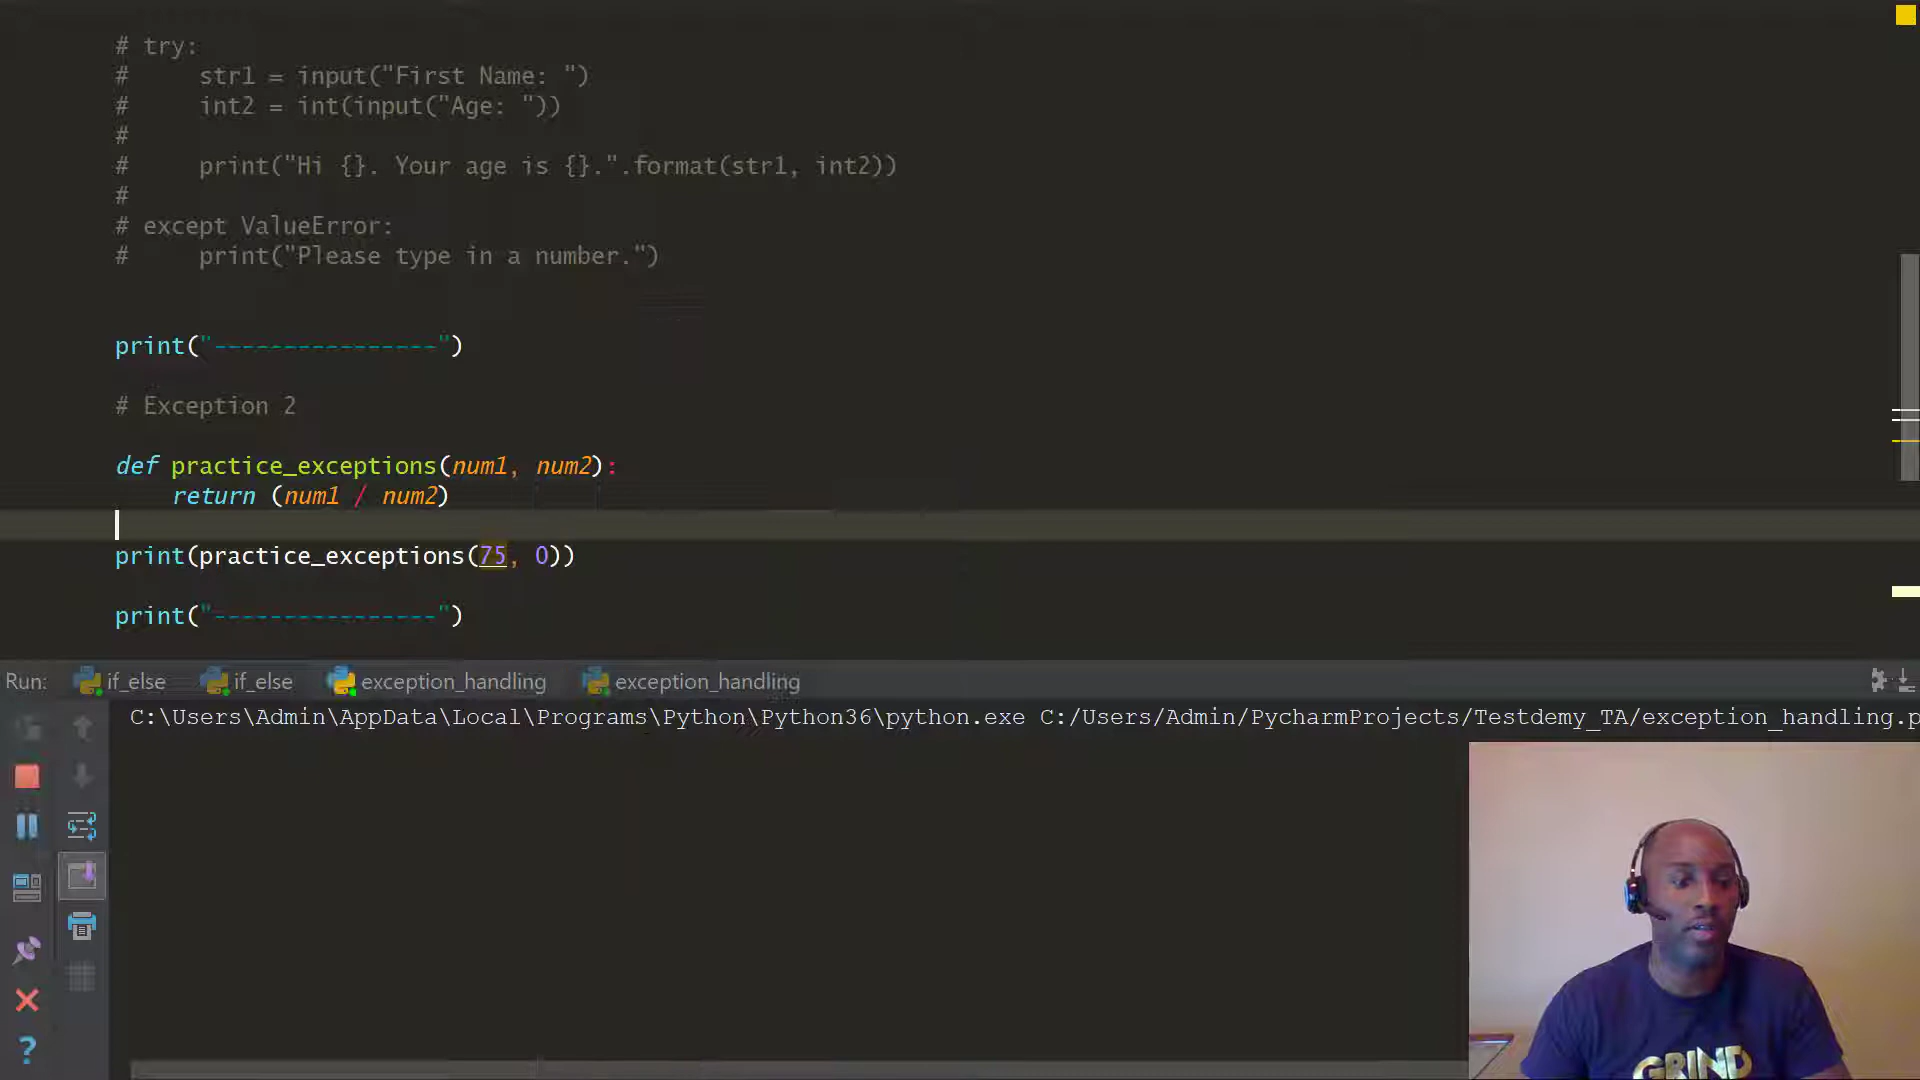 # try:
#     str1 = input("First Name: ")
#     int2 = int(input("Age: "))
#
#     print("Hi {}. Your age is {}.".format(str1, int2))
#
# except ValueError:
#     print("Please type in a number.")
print("----------------")
# Exception 2
def practice_exceptions(num1, num2):
    return (num1 / num2)
print(practice_exceptions(75, 0))
print("----------------")
Run: if_else if_else exception_handling exception_handling
C:\Users\Admin\AppData\Local\Programs\Python\Python36\python.exe C:/Users/Admin/PycharmProjects/Testdemy_TA/exception_handling.p
?
GRIND